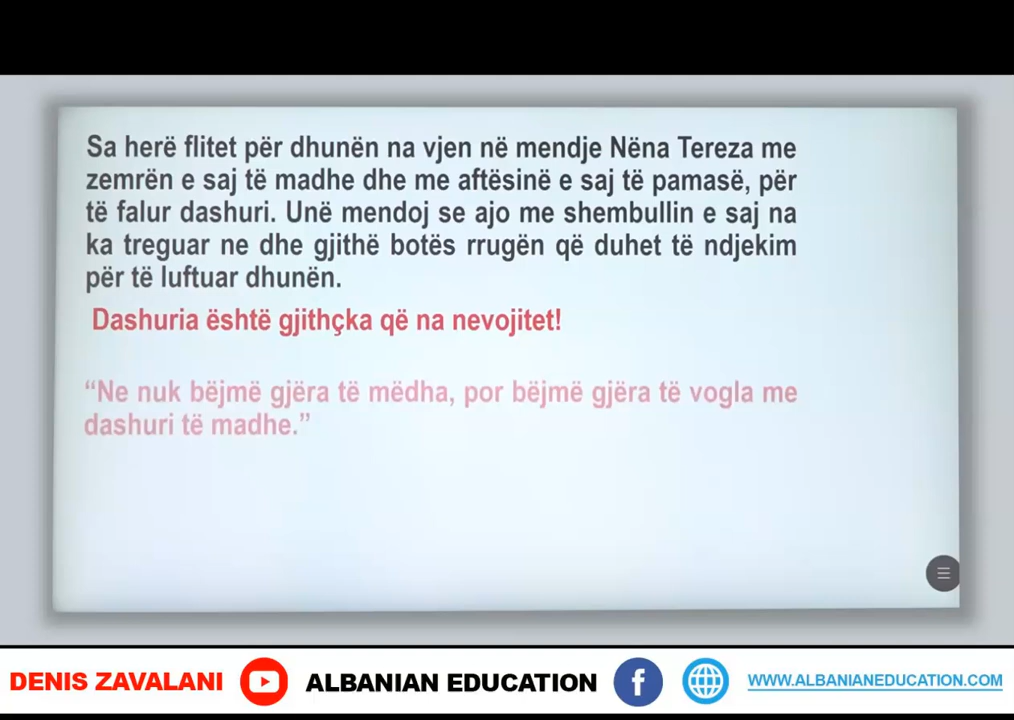 Sa herë flitet për dhunën na vjen në mendje Nëna Tereza me
zemrën e saj të madhe dhe me aftësinë e saj të pamasë, për
të falur dashuri. Unë mendoj se ajo me shembullin e saj na
ka treguar ne dhe gjithë botës rrugën që duhet të ndjekim
për të luftuar dhunën.
Dashuria është gjithçka që na nevojitet!
“Ne nuk bëjmë gjëra të mëdha, por bëjmë gjëra të vogla me
dashuri të madhe.”
DENIS ZAVALANI ALBANIAN EDUCATION f WWW.ALBANIANEDUCATION.COM